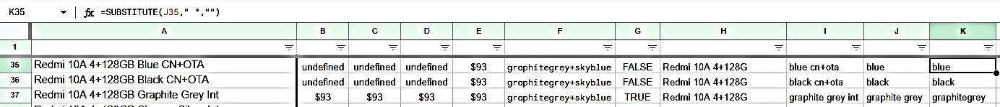 K35 fx =SUBSTITUTE(J35," ","")
A B C D E F G H I J K
1
35 Redmi 10A 4+128GB Blue CN+OTA undefined undefined undefined $93 graphitegrey+skyblue FALSE Redmi 10A 4+128G blue cn+ota blue blue
36 Redmi 10A 4+128GB Black CN+OTA undefined undefined undefined $93 graphitegrey+skyblue FALSE Redmi 10A 4+128G black cn+ota black black
37 Redmi 10A 4+128GB Graphite Grey Int $93 $93 $93 $93 graphitegrey+skyblue TRUE Redmi 10A 4+128G graphite grey int graphite grey graphitegrey